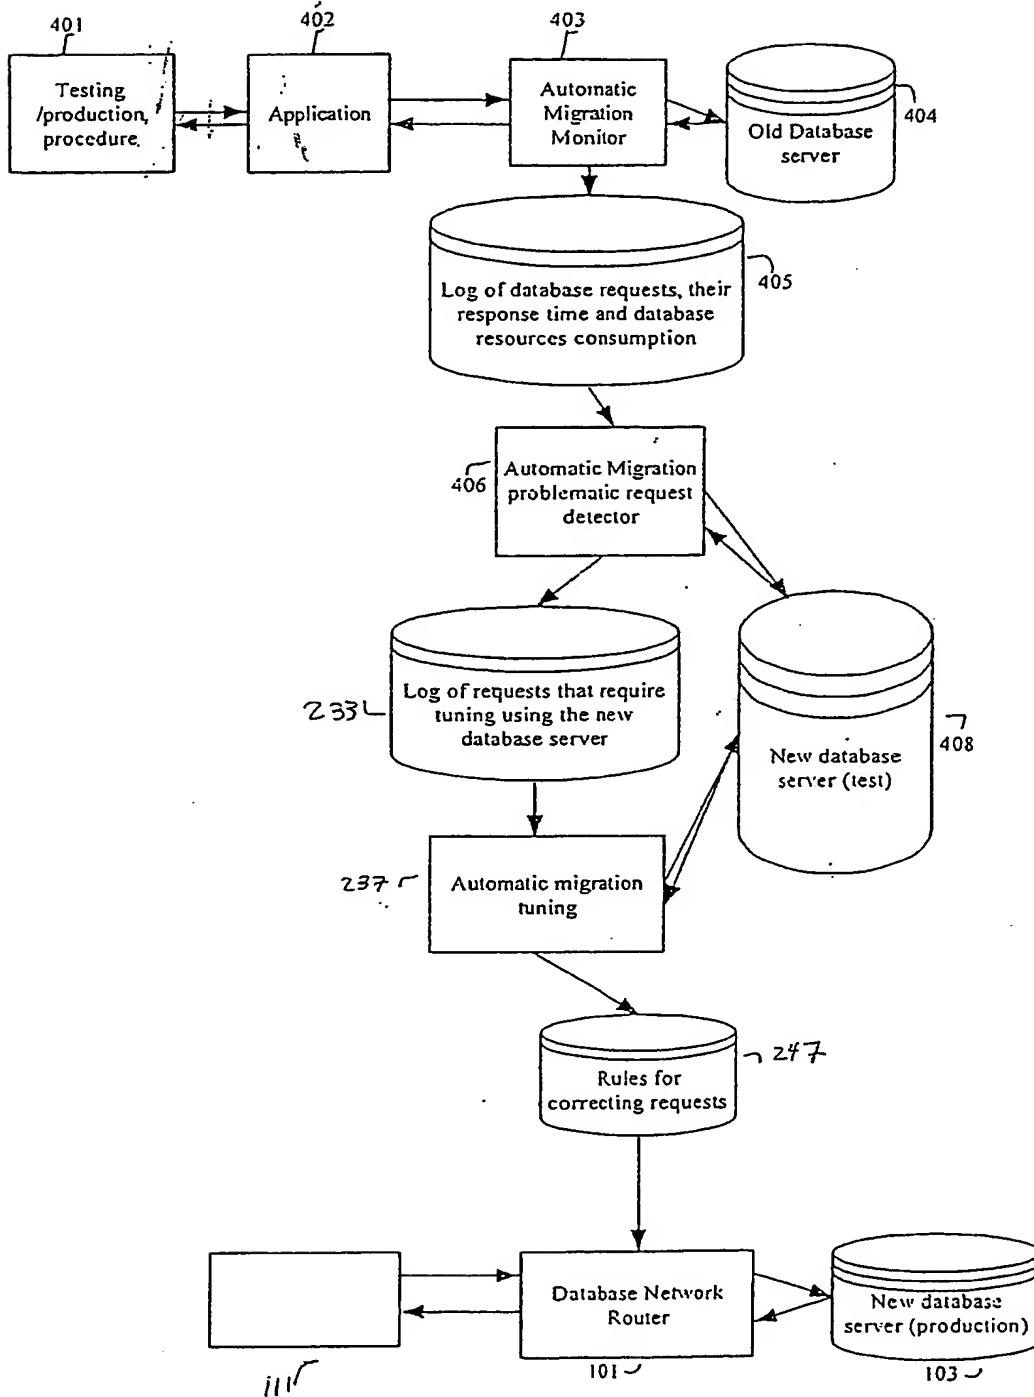 401
402
403
Testing
/production,
procedure.
Application
Automatic
Migration
Monitor
Old Database
server
404
Log of database requests, their
response time and database
resources consumption
405
406
Automatic Migration
problematic request
detector
233
Log of requests that require
tuning using the new
database server
New database
server (test)
408
237
Automatic migration
tuning
Rules for
correcting requests
247
Database Network
Router
New database
server (production)
111
101
103